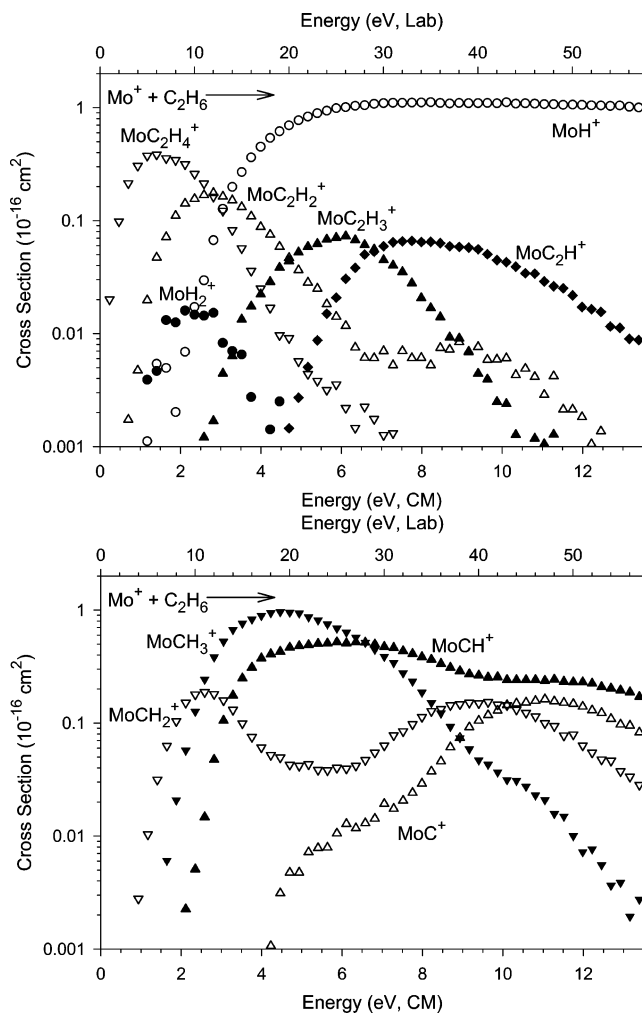 Energy (eV, Lab)
0 10 20 30 40 50
Mo⁺ + C₂H₆
MoH⁺
MoC₂H₄⁺
MoC₂H₂⁺
MoC₂H₃⁺
MoC₂H⁺
MoH₂⁺
Cross Section (10⁻¹⁶ cm²)
1
0.1
0.01
0.001
0 2 4 6 8 10 12
Energy (eV, CM)
Energy (eV, Lab)
0 10 20 30 40 50
Mo⁺ + C₂H₆
MoCH₃⁺
MoCH⁺
MoCH₂⁺
MoC⁺
Cross Section (10⁻¹⁶ cm²)
1
0.1
0.01
0.001
0 2 4 6 8 10 12
Energy (eV, CM)